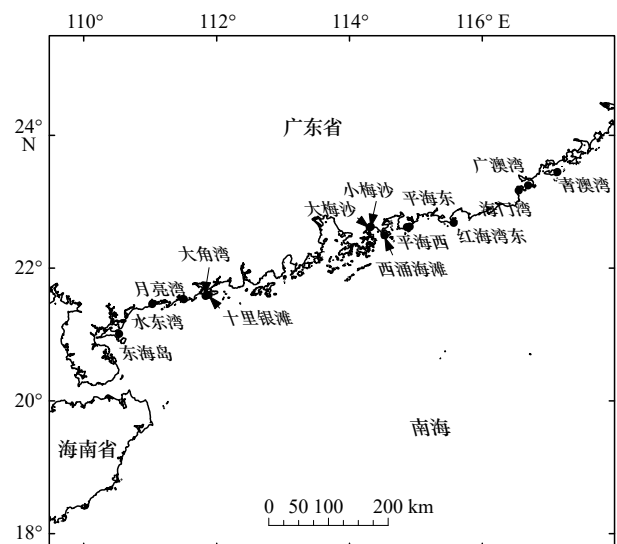 110° 112° 114° 116° E
24°
N
广东省
广澳湾
青澳湾
小梅沙
平海东
大梅沙
海门湾
红海湾东
平海西
大角湾
西涌海滩
22°
月亮湾
十里银滩
水东湾
东海岛
20°
南海
海南省
0 50 100 200 km
18°